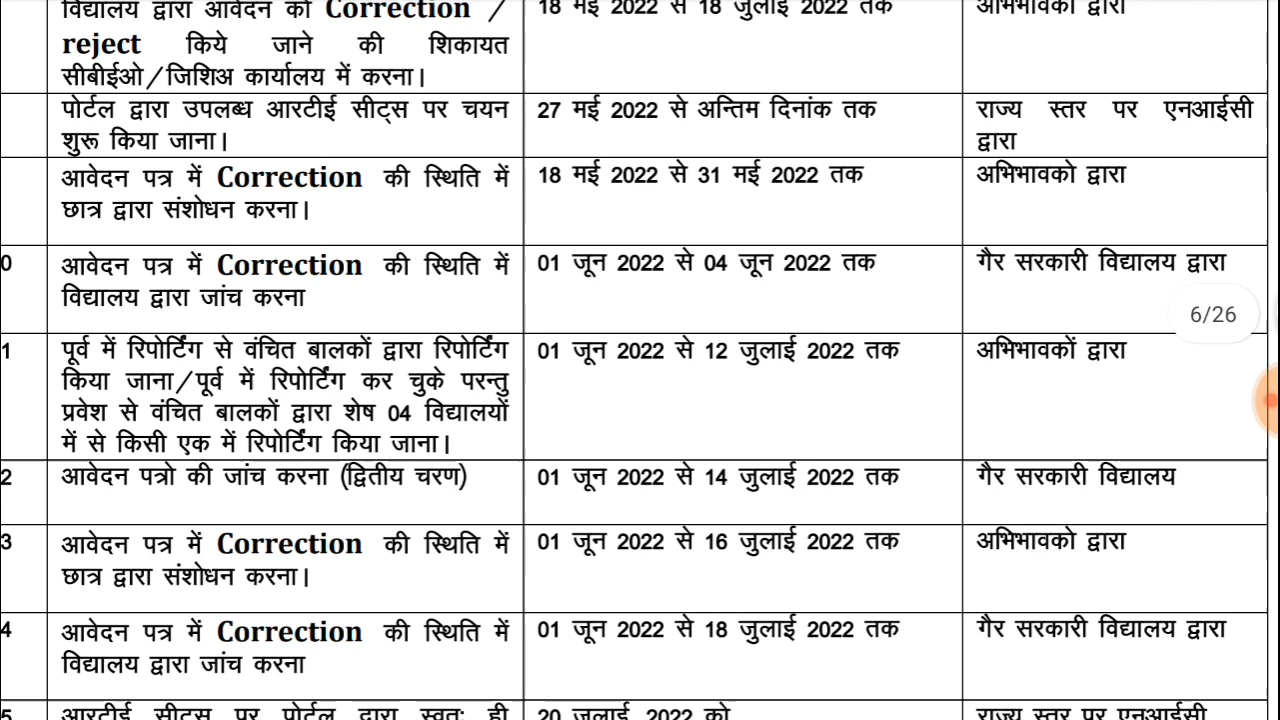 विद्यालय द्वारा आवेदन को Correction /
reject किये जाने की शिकायत
सीबीईओ/जिशिअ कार्यालय में करना।
18 मई 2022 से 18 जुलाई 2022 तक
अभिभावको द्वारा
पोर्टल द्वारा उपलब्ध आरटीई सीट्स पर चयन
शुरू किया जाना।
27 मई 2022 से अन्तिम दिनांक तक
राज्य स्तर पर एनआईसी
द्वारा
आवेदन पत्र में Correction की स्थिति में
छात्र द्वारा संशोधन करना।
18 मई 2022 से 31 मई 2022 तक
अभिभावको द्वारा
0
आवेदन पत्र में Correction की स्थिति में
विद्यालय द्वारा जांच करना
01 जून 2022 से 04 जून 2022 तक
गैर सरकारी विद्यालय द्वारा
6/26
1
पूर्व में रिपोर्टिंग से वंचित बालकों द्वारा रिपोर्टिंग
किया जाना/पूर्व में रिपोर्टिंग कर चुके परन्तु
प्रवेश से वंचित बालकों द्वारा शेष 04 विद्यालयों
में से किसी एक में रिपोर्टिंग किया जाना।
01 जून 2022 से 12 जुलाई 2022 तक
अभिभावकों द्वारा
2
आवेदन पत्रो की जांच करना (द्वितीय चरण)
01 जून 2022 से 14 जुलाई 2022 तक
गैर सरकारी विद्यालय
3
आवेदन पत्र में Correction की स्थिति में
छात्र द्वारा संशोधन करना।
01 जून 2022 से 16 जुलाई 2022 तक
अभिभावको द्वारा
4
आवेदन पत्र में Correction की स्थिति में
विद्यालय द्वारा जांच करना
01 जून 2022 से 18 जुलाई 2022 तक
गैर सरकारी विद्यालय द्वारा
5
आरटीई सीट्स पर पोर्टल द्वारा स्वतः ही
20 जुलाई 2022 को
राज्य स्तर पर एनआईसी